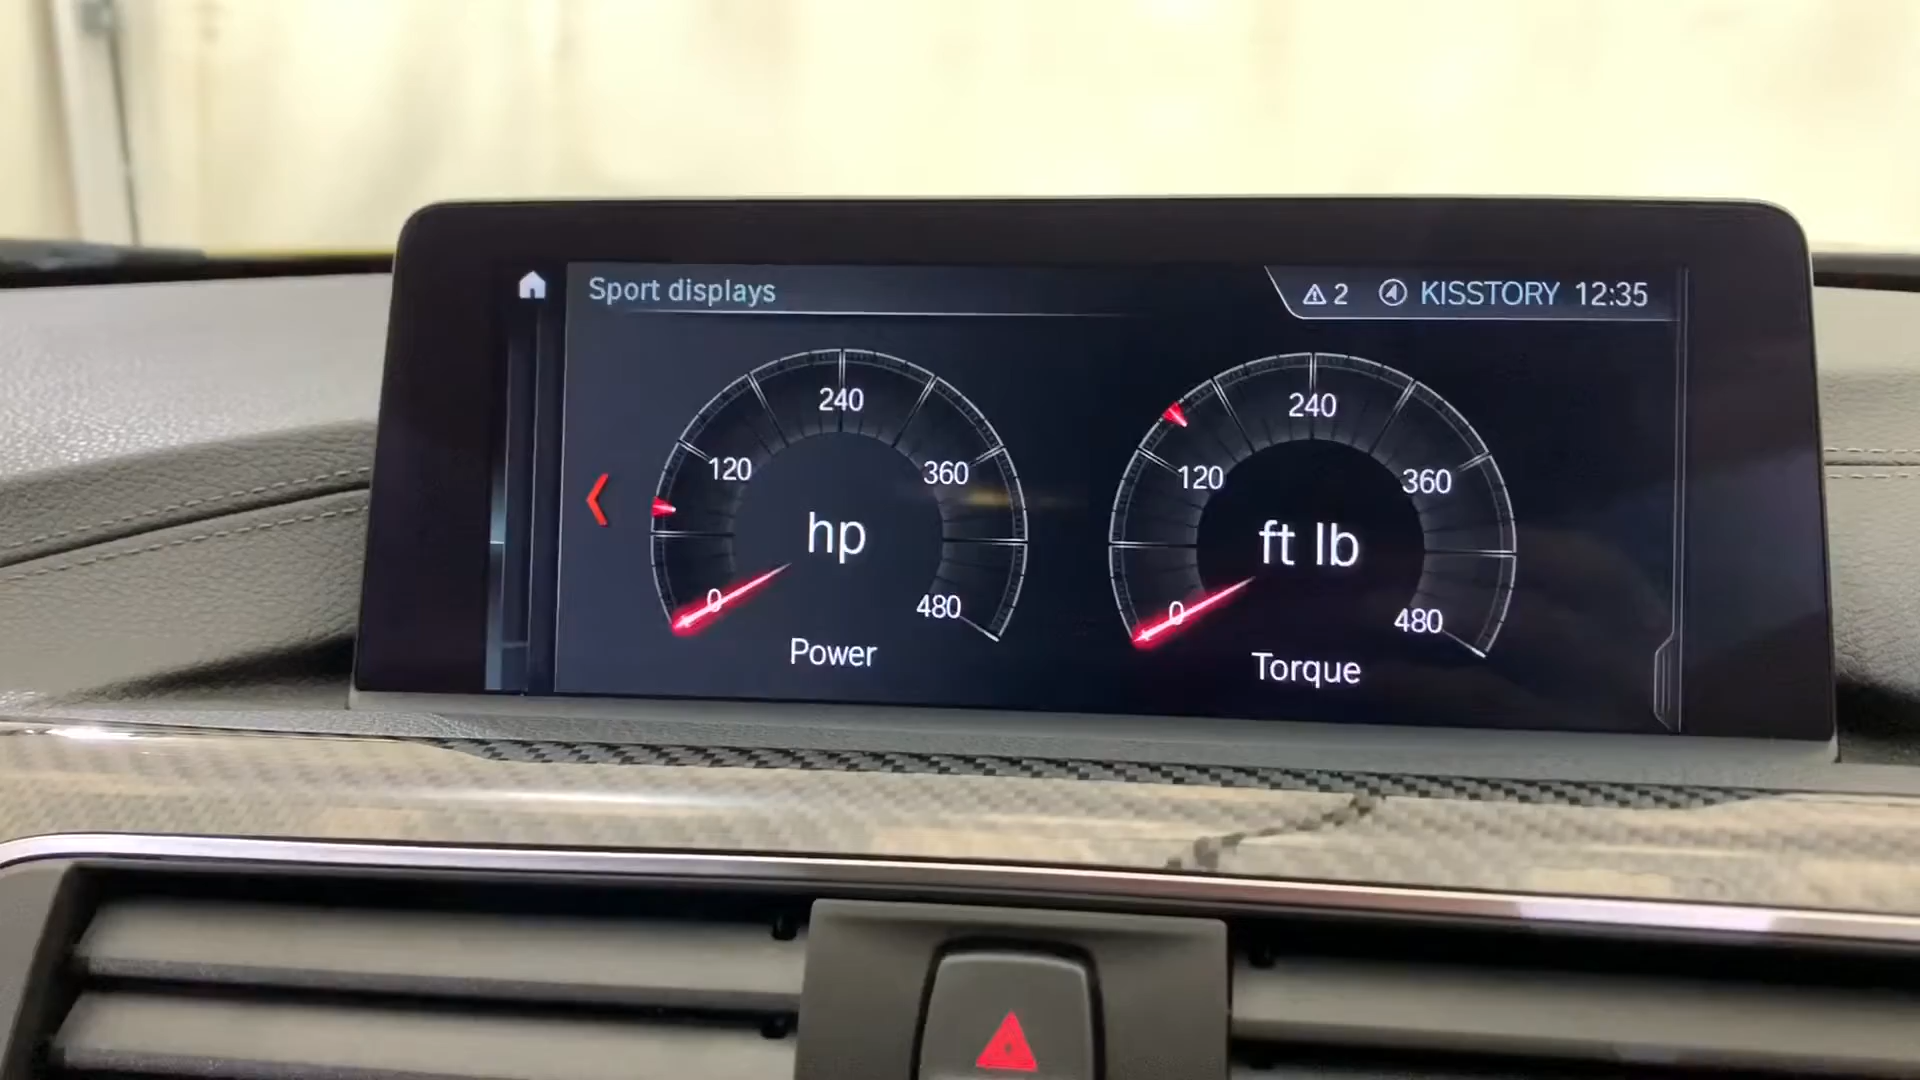 Sport displays
2 KISSTORY 12:35
240
120
360
hp
0
480
Power
240
120
360
ft lb
0
480
Torque